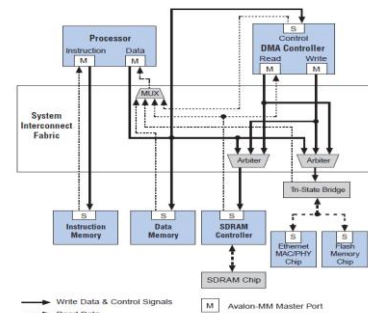 Processor
Instruction Data
M M
S
Control
DMA Controller
Read Write
M M
MUX
System
Interconnect
Fabric
Arbiter Arbiter
Tri-State Bridge
S S S
Instruction
Memory
Data
Memory
SDRAM
Controller
S S
Ethernet
MAC/PHY
Chip
Flash
Memory
Chip
SDRAM Chip
Write Data & Control Signals
M Avalon-MM Master Port
Read Data